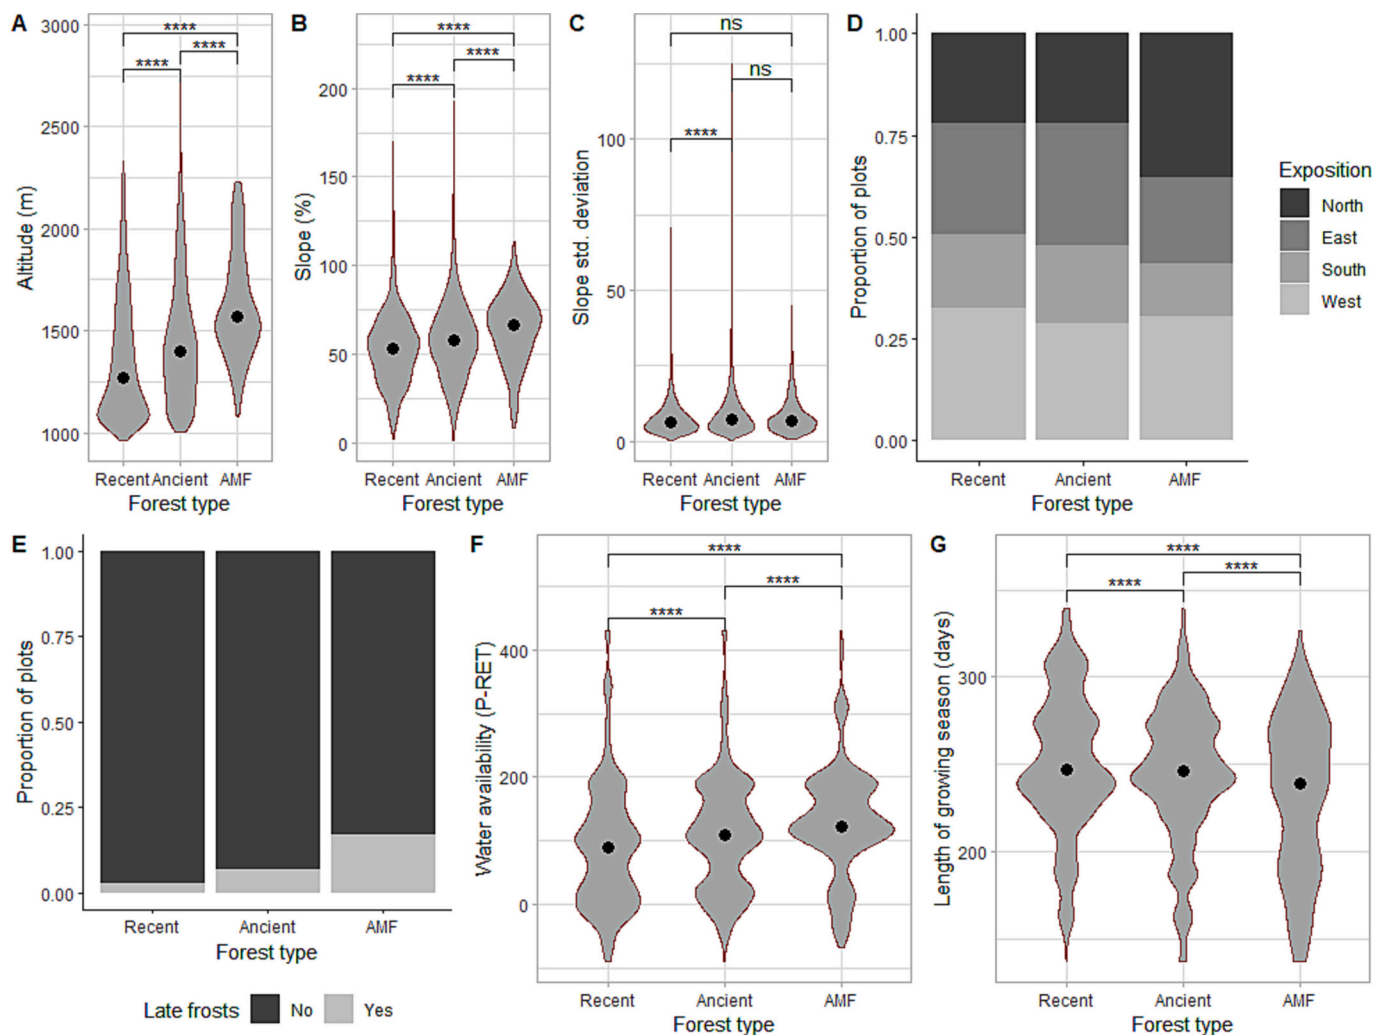 A
****
****
****
3000
2500
2000
1500
1000
Altitude (m)
Recent Ancient AMF
Forest type
B
****
****
****
200
150
100
50
0
Slope (%)
Recent Ancient AMF
Forest type
C
ns
ns
****
100
50
0
Slope std. deviation
Recent Ancient AMF
Forest type
D
1.00
0.75
0.50
0.25
0.00
Proportion of plots
Recent Ancient AMF
Forest type
Exposition
North
East
South
West
E
1.00
0.75
0.50
0.25
0.00
Proportion of plots
Recent Ancient AMF
Forest type
Late frosts No Yes
F
****
****
****
400
200
0
Water availability (P-RET)
Recent Ancient AMF
Forest type
G
****
**** ****
300
200
Length of growing season (days)
Recent Ancient AMF
Forest type